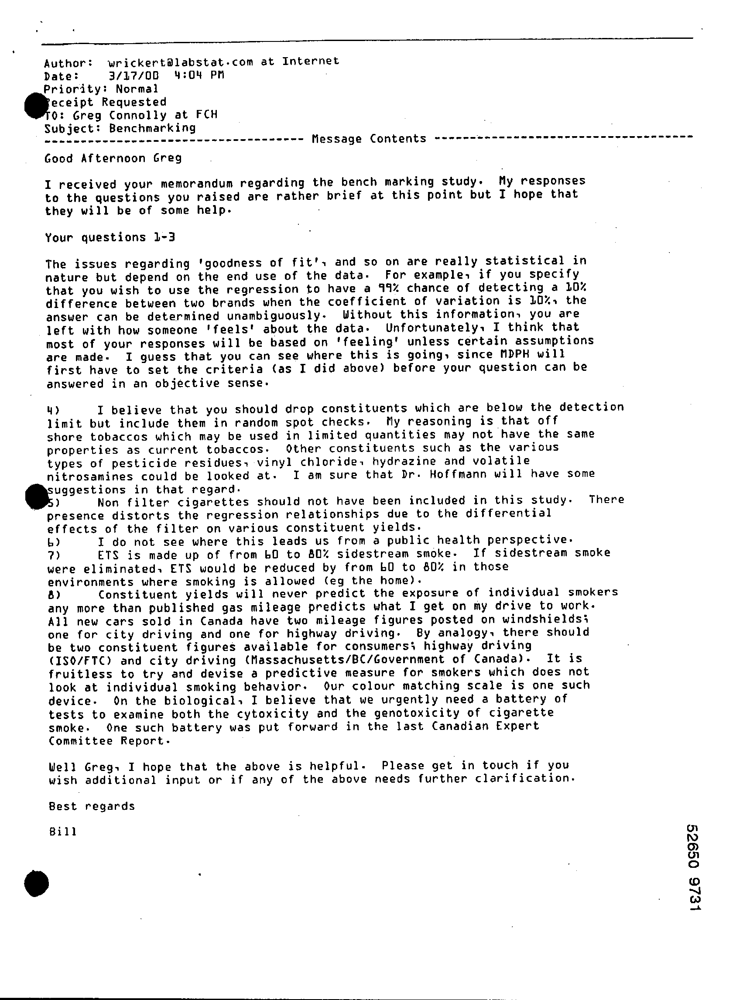 Author:  wrickert@labstat.com at Internet
Date:    3/17/00  4:04 PM
Priority: Normal
Receipt Requested
TO: Greg Connolly at FCH
Subject: Benchmarking
----------------------------------- Message Contents -----------------------------------
Good Afternoon Greg
I received your memorandum regarding the bench marking study.  My responses
to the questions you raised are rather brief at this point but I hope that
they will be of some help.
Your questions 1-3
The issues regarding 'goodness of fit', and so on are really statistical in
nature but depend on the end use of the data.  For example, if you specify
that you wish to use the regression to have a 99% chance of detecting a 10%
difference between two brands when the coefficient of variation is 10%, the
answer can be determined unambiguously.  Without this information, you are
left with how someone 'feels' about the data.  Unfortunately, I think that
most of your responses will be based on 'feeling' unless certain assumptions
are made.  I guess that you can see where this is going, since MDPH will
first have to set the criteria (as I did above) before your question can be
answered in an objective sense.
4)      I believe that you should drop constituents which are below the detection
limit but include them in random spot checks.  My reasoning is that off
shore tobaccos which may be used in limited quantities may not have the same
properties as current tobaccos.  Other constituents such as the various
types of pesticide residues, vinyl chloride, hydrazine and volatile
nitrosamines could be looked at.  I am sure that Dr. Hoffmann will have some
suggestions in that regard.
5)      Non filter cigarettes should not have been included in this study.  There
presence distorts the regression relationships due to the differential
effects of the filter on various constituent yields.
6)      I do not see where this leads us from a public health perspective.
7)      ETS is made up of from 60 to 80% sidestream smoke.  If sidestream smoke
were eliminated, ETS would be reduced by from 60 to 80% in those
environments where smoking is allowed (eg the home).
8)      Constituent yields will never predict the exposure of individual smokers
any more than published gas mileage predicts what I get on my drive to work.
All new cars sold in Canada have two mileage figures posted on windshields;
one for city driving and one for highway driving.  By analogy, there should
be two constituent figures available for consumers; highway driving
(ISO/FTC) and city driving (Massachusetts/BC/Government of Canada).  It is
fruitless to try and devise a predictive measure for smokers which does not
look at individual smoking behavior.  Our colour matching scale is one such
device.  On the biological, I believe that we urgently need a battery of
tests to examine both the cytoxicity and the genotoxicity of cigarette
smoke.  One such battery was put forward in the last Canadian Expert
Committee Report.
Well Greg, I hope that the above is helpful.  Please get in touch if you
wish additional input or if any of the above needs further clarification.
Best regards
Bill
52650 9731